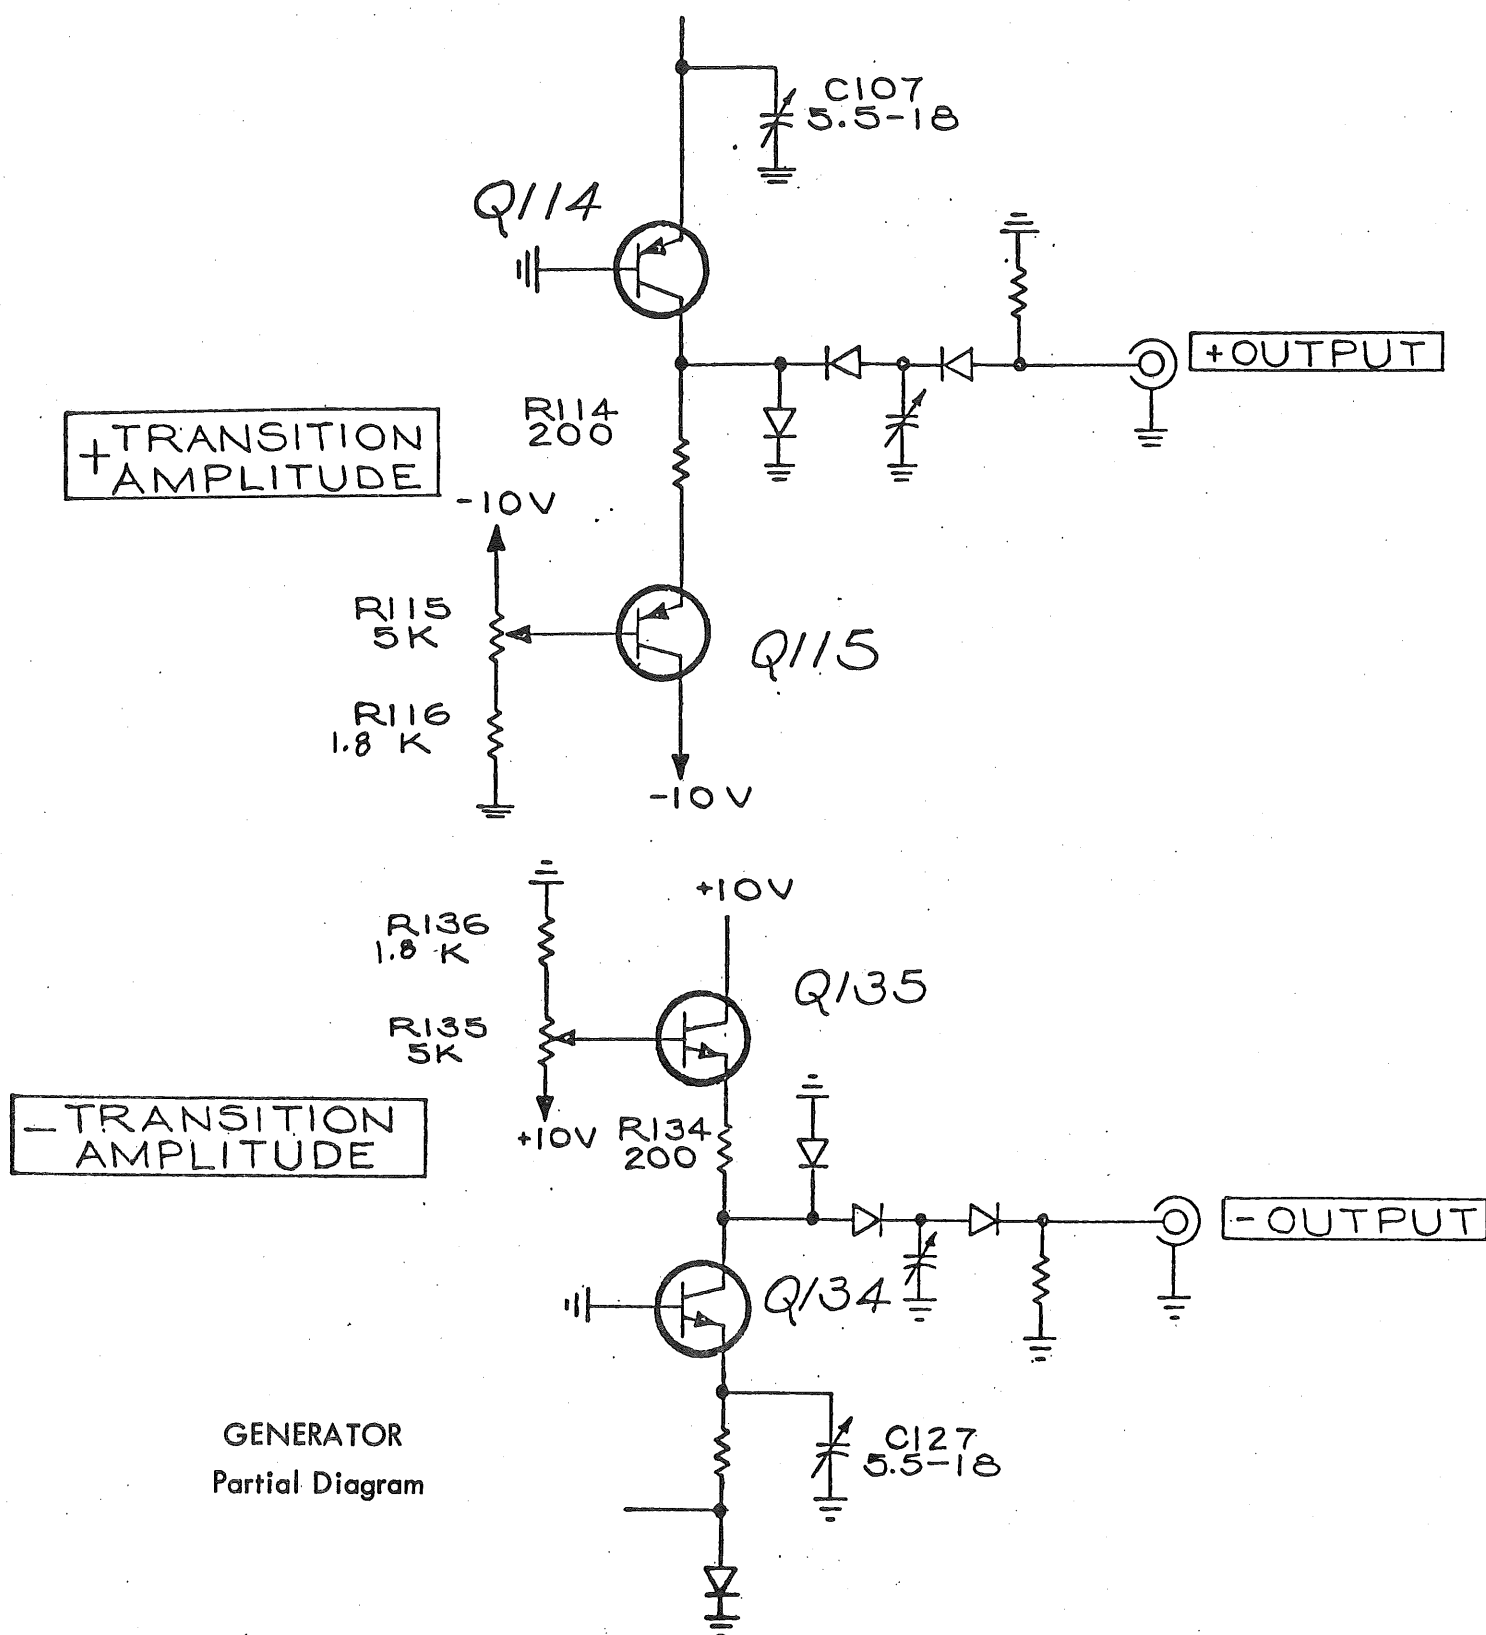 C107
5.5-18
Q114
+OUTPUT
R114
200
+TRANSITION
AMPLITUDE
-10V
R115
5K
Q115
R116
1.8 K
-10V
+10V
R136
1.8 K
Q135
R135
5K
-TRANSITION
AMPLITUDE
+10V
R134
200
-OUTPUT
Q134
GENERATOR
Partial Diagram
C127
5.5-18